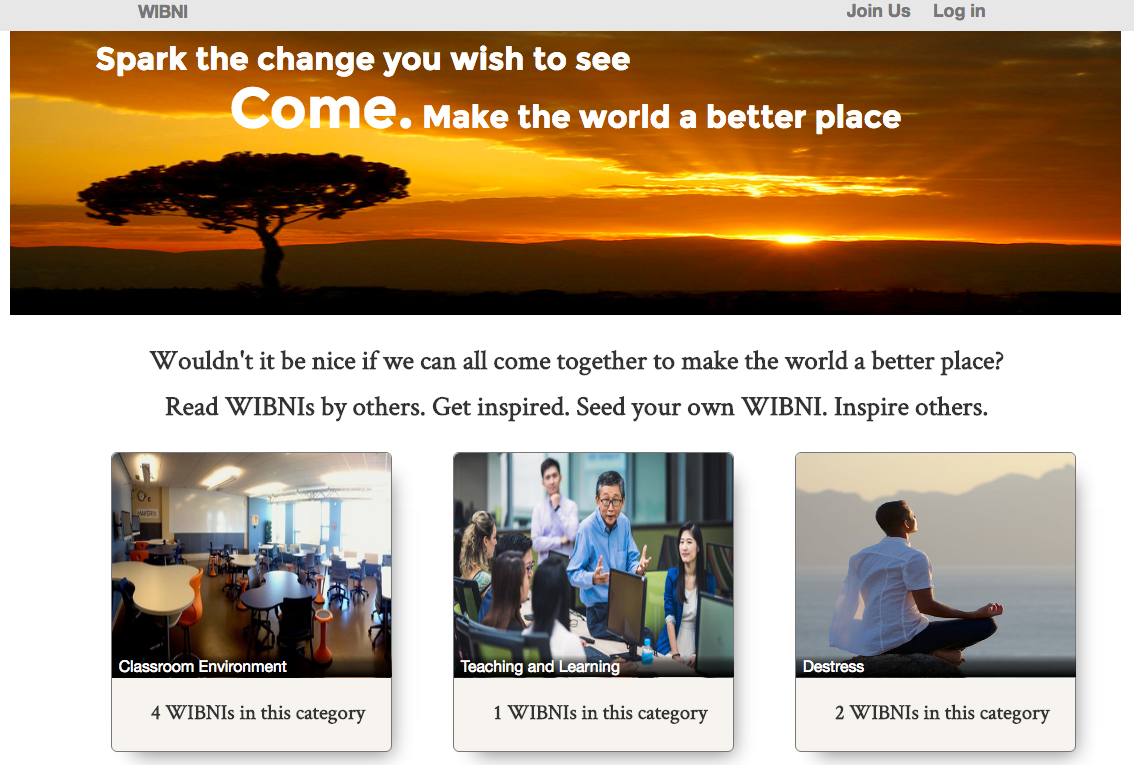 WIBNI Join Us Log in
Spark the change you wish to see
Come. Make the world a better place
Wouldn't it be nice if we can all come together to make the world a better place?
Read WIBNIs by others. Get inspired. Seed your own WIBNI. Inspire others.
Classroom Environment
4 WIBNIs in this category
Teaching and Learning
1 WIBNIs in this category
Destress
2 WIBNIs in this category